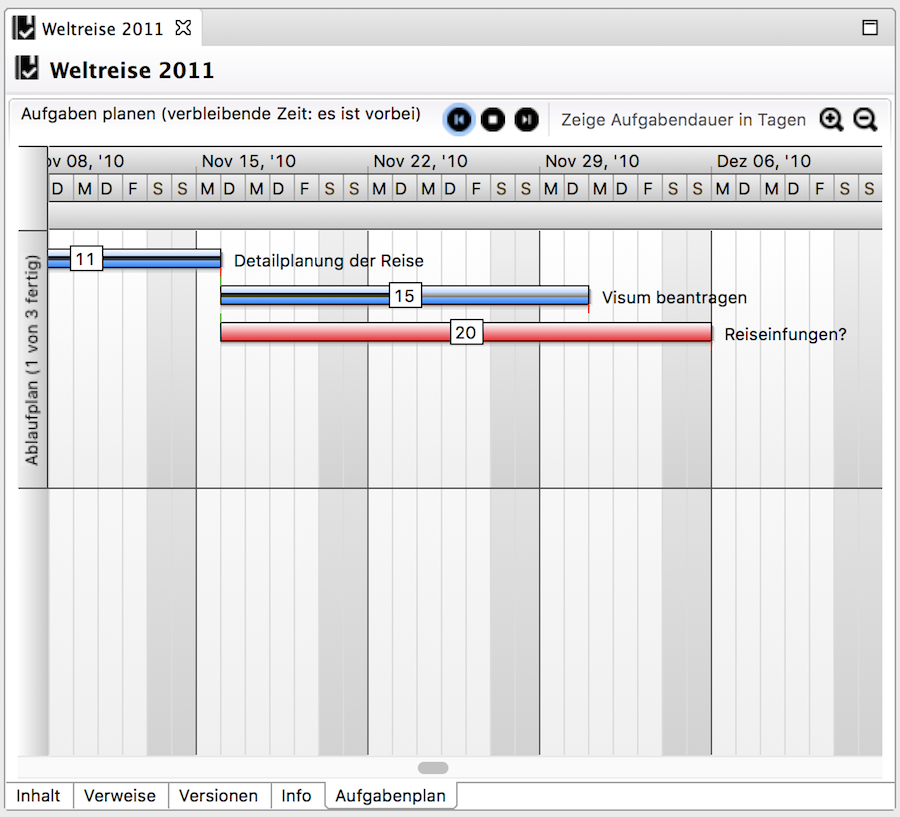 Weltreise 2011
Weltreise 2011
Aufgaben planen (verbleibende Zeit: es ist vorbei)
Zeige Aufgabendauer in Tagen
ov 08, '10 Nov 15, '10 Nov 22, '10 Nov 29, '10 Dez 06, '10
D M D F S S M D M D F S S M D M D F S S M D M D F S S M D M D F S S
Ablaufplan (1 von 3 fertig)
11 Detailplanung der Reise
15 Visum beantragen
20 Reiseinfungen?
Inhalt Verweise Versionen Info Aufgabenplan